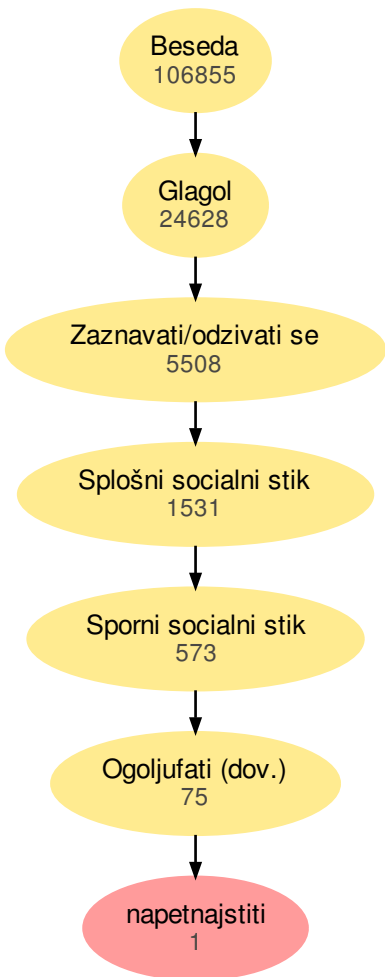 Beseda
106855
Glagol
24628
Zaznavati/odzivati se
5508
Splošni socialni stik
1531
Sporni socialni stik
573
Ogoljufati (dov.)
75
napetnajstiti
1